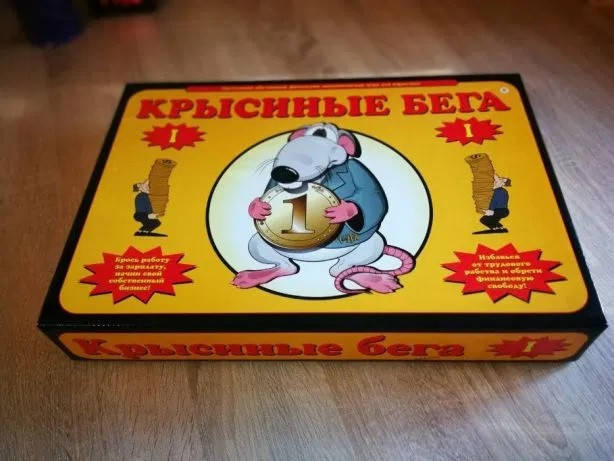 КРЫСИНЫЕ БЕГА
1
1
1
Брось работу
за зарплату,
начни свой
собственный
бизнес!
Избавься
от трудового
рабства и обрети
финансовую
свободу!
Крысиные бега
1